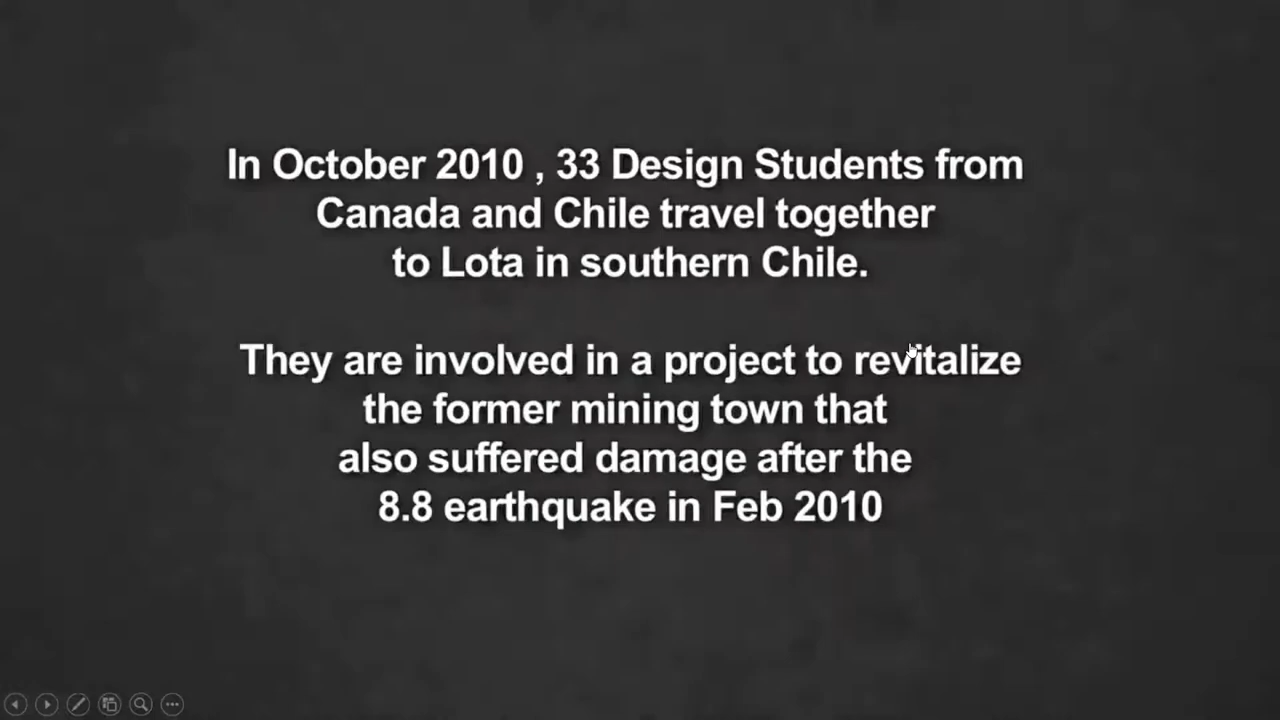 In October 2010 , 33 Design Students from
Canada and Chile travel together
to Lota in southern Chile.
They are involved in a project to revitalize
the former mining town that
also suffered damage after the
8.8 earthquake in Feb 2010